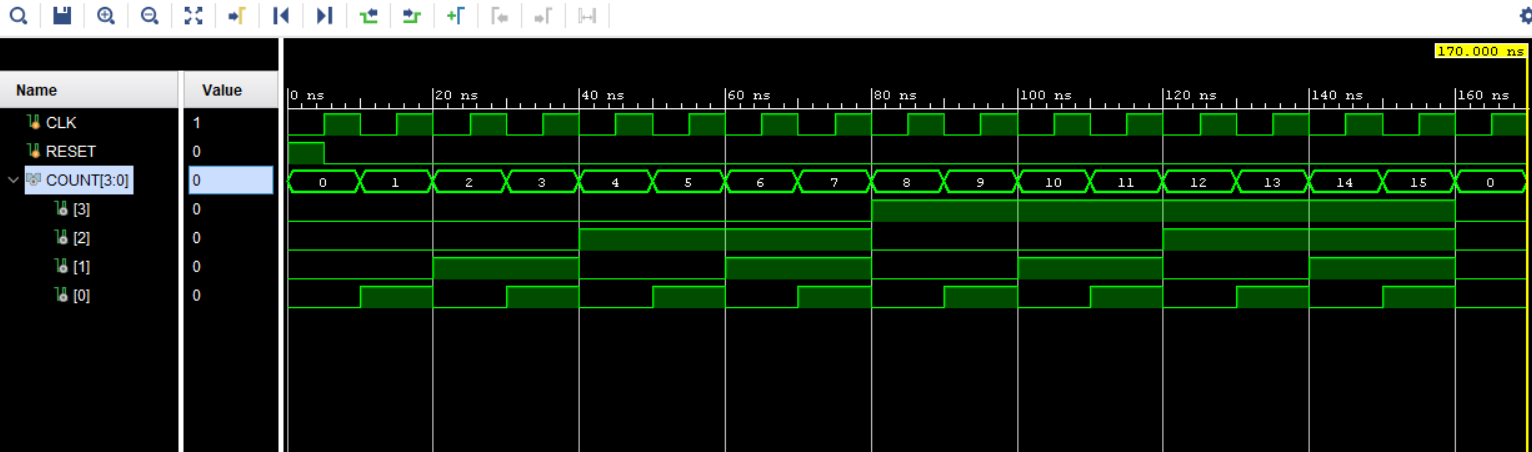 170.000 ns
Name Value
0 ns 20 ns 40 ns 60 ns 80 ns 100 ns 120 ns 140 ns 160 ns
CLK 1
RESET 0
COUNT[3:0] 0 0 1 2 3 4 5 6 7 8 9 10 11 12 13 14 15 0
[3] 0
[2] 0
[1] 0
[0] 0